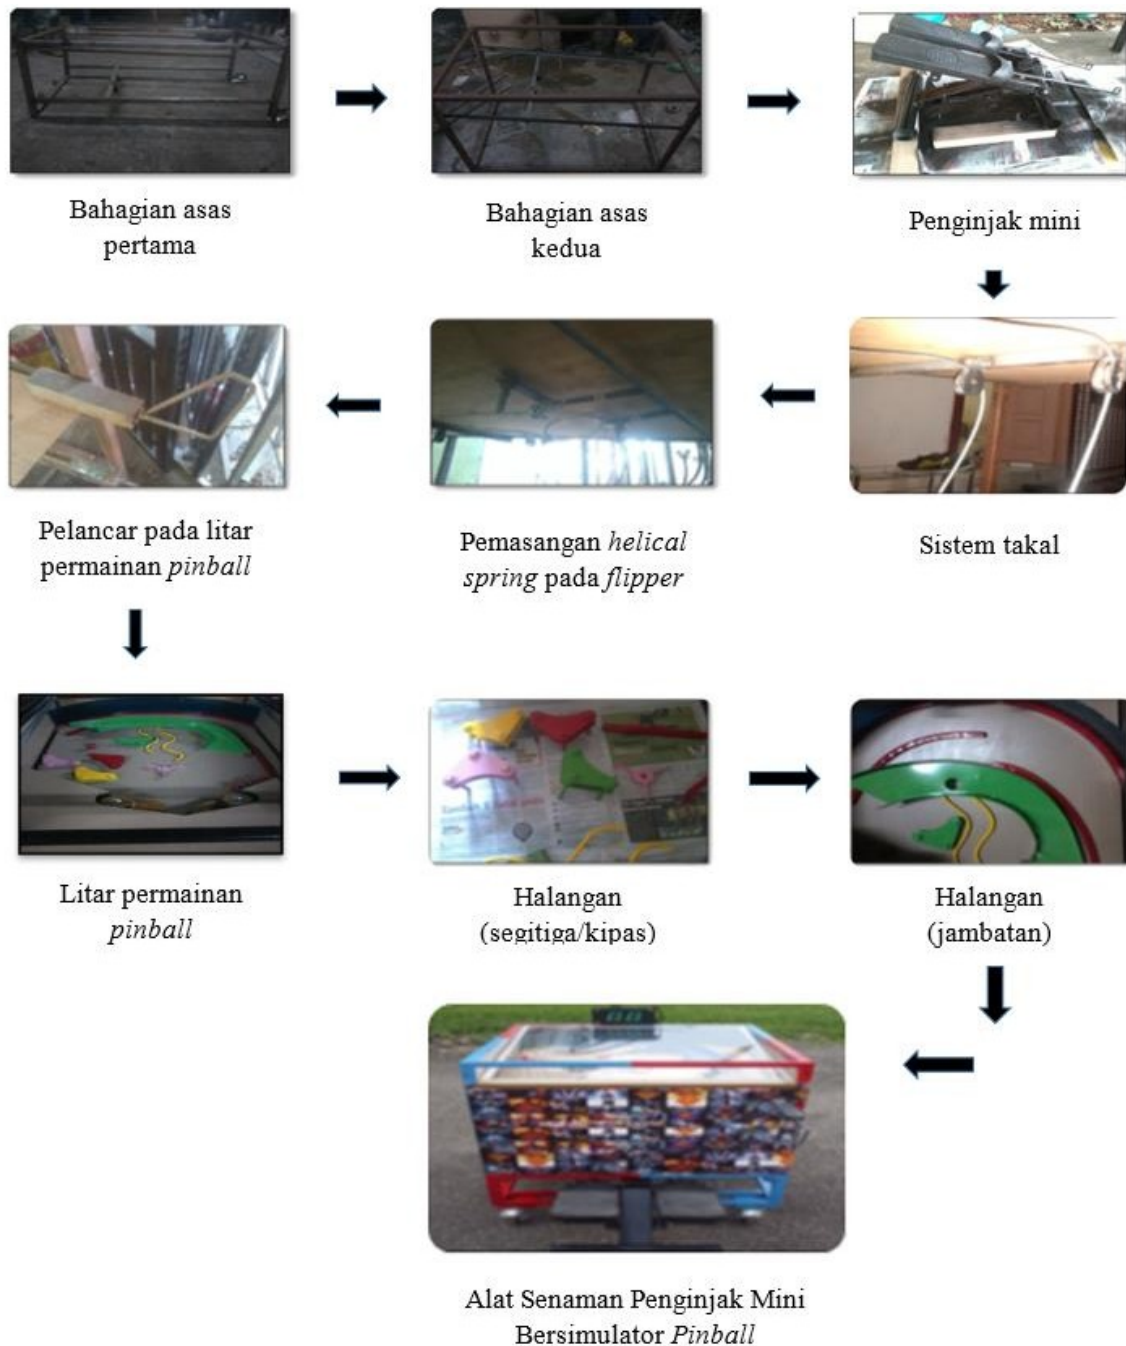 Bahagian asas
pertama
Bahagian asas
kedua
Penginjak mini
Sistem takal
Pemasangan helical
spring pada flipper
Pelancar pada litar
permainan pinball
Litar permainan
pinball
Halangan
(segitiga/kipas)
Halangan
(jambatan)
Alat Senaman Penginjak Mini
Bersimulator Pinball